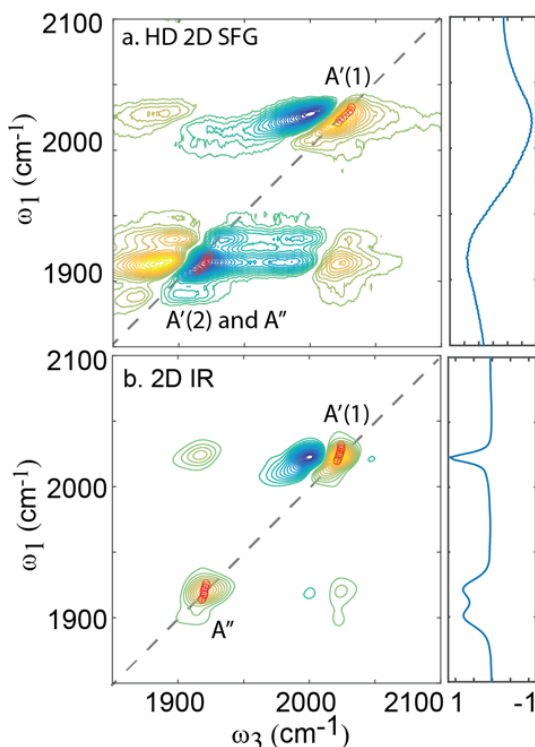 a. HD 2D SFG
A′(1)
2100
2000
1900
ω₁ (cm⁻¹)
A′(2) and A″
b. 2D IR
A′(1)
2100
2000
1900
ω₁ (cm⁻¹)
A″
1900 2000 2100 1 -1
ω₃ (cm⁻¹)